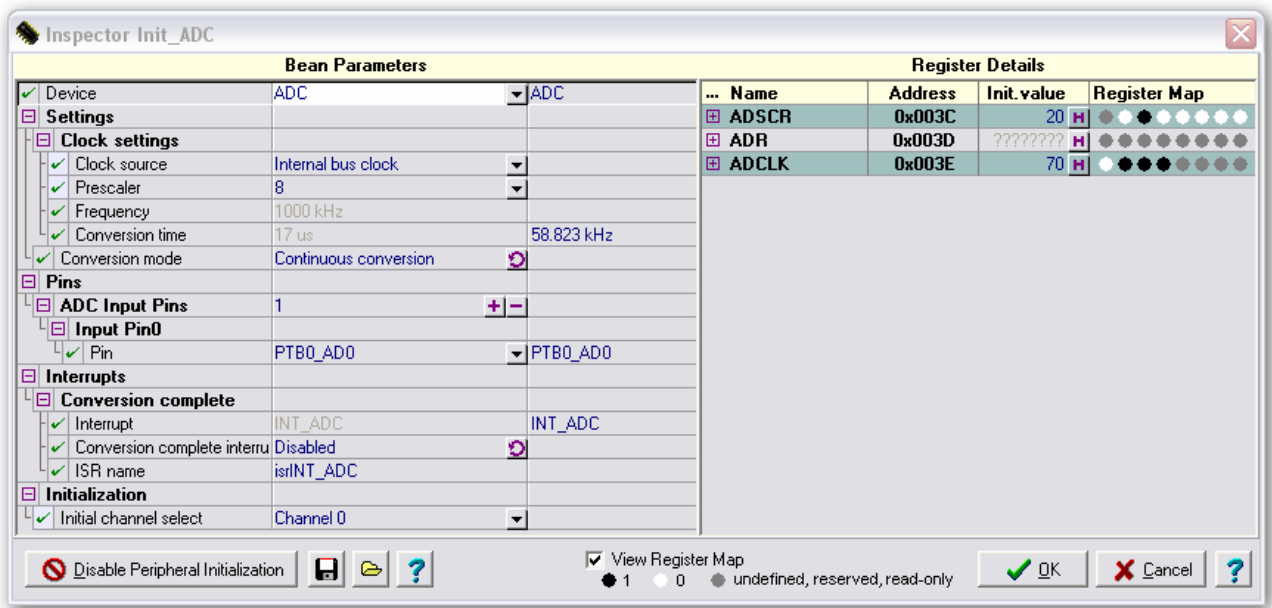 Inspector Init_ADC
Bean Parameters
Register Details
Device ADC ADC
Settings
Clock settings
Clock source Internal bus clock
Prescaler 8
Frequency 1000 kHz
Conversion time 17 us 58.823 kHz
Conversion mode Continuous conversion
Pins
ADC Input Pins 1
Input Pin0
Pin PTB0_AD0 PTB0_AD0
Interrupts
Conversion complete
Interrupt INT_ADC INT_ADC
Conversion complete interru Disabled
ISR name isrINT_ADC
Initialization
Initial channel select Channel 0
... Name Address Init.value Register Map
ADSCR 0x003C 20 H
ADR 0x003D ???????? H
ADCLK 0x003E 70 H
Disable Peripheral Initialization
?
View Register Map
1 0 undefined, reserved, read-only
OK
Cancel
?